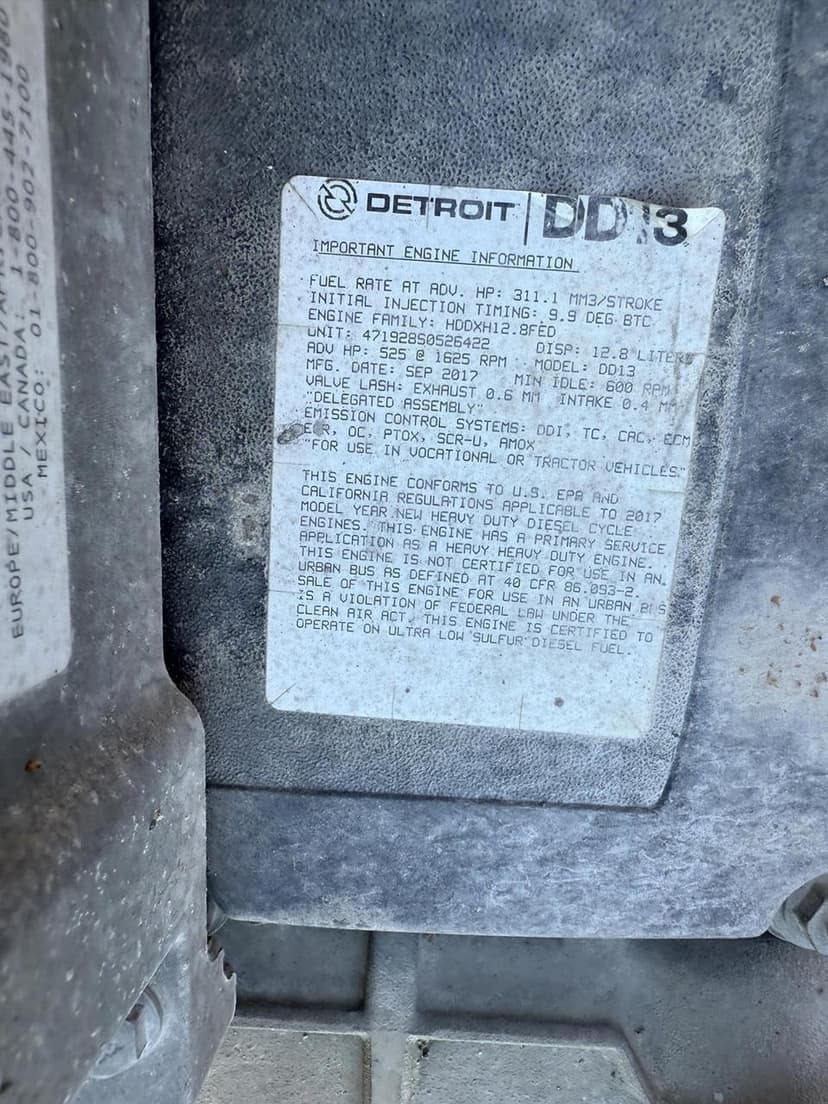 EUROPE/MIDDLE EAST/
USA / CANADA: 1-800-445-1980
MEXICO: 01-800-902-7100
DETROIT DD13
IMPORTANT ENGINE INFORMATION
FUEL RATE AT ADV. HP: 311.1 MM3/STROKE
INITIAL INJECTION TIMING: 9.9 DEG BTC
ENGINE FAMILY: HDDXH12.8FED
UNIT: 471928S0526422 DISP: 12.8 LITERS
ADV HP: 525 @ 1625 RPM MODEL: DD13
MFG. DATE: SEP 2017 MIN IDLE: 600 RPM
VALVE LASH: EXHAUST 0.6 MM INTAKE 0.4 MM
"DELEGATED ASSEMBLY"
EMISSION CONTROL SYSTEMS: DDI, TC, CAC, ECM
OC, PTOX, SCR-U, AMOX
"FOR USE IN VOCATIONAL OR TRACTOR VEHICLES"
THIS ENGINE CONFORMS TO U.S. EPA AND
CALIFORNIA REGULATIONS APPLICABLE TO 2017
MODEL YEAR NEW HEAVY DUTY DIESEL CYCLE
ENGINES. THIS ENGINE HAS A PRIMARY SERVICE
APPLICATION AS A HEAVY HEAVY DUTY ENGINE.
THIS ENGINE IS NOT CERTIFIED FOR USE IN AN
URBAN BUS AS DEFINED AT 40 CFR 86.093-2.
SALE OF THIS ENGINE FOR USE IN AN URBAN BUS
IS A VIOLATION OF FEDERAL LAW UNDER THE
CLEAN AIR ACT. THIS ENGINE IS CERTIFIED TO
OPERATE ON ULTRA LOW SULFUR DIESEL FUEL.